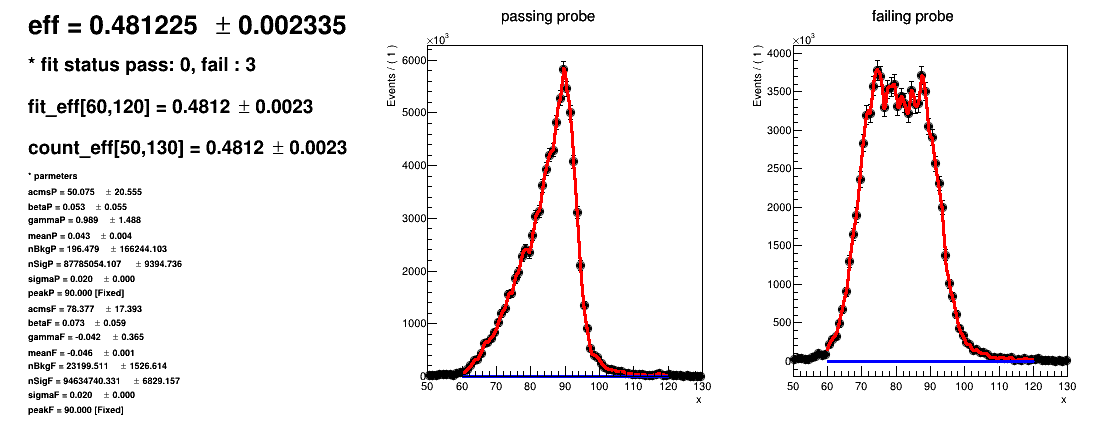 eff = 0.481225 ± 0.002335
* fit status pass: 0, fail : 3
fit_eff[60,120] = 0.4812 ± 0.0023
count_eff[50,130] = 0.4812 ± 0.0023
* parmeters
acmsP = 50.075 ± 20.555
betaP = 0.053 ± 0.055
gammaP = 0.989 ± 1.488
meanP = 0.043 ± 0.004
nBkgP = 196.479 ± 166244.103
nSigP = 87785054.107 ± 9394.736
sigmaP = 0.020 ± 0.000
peakP = 90.000 [Fixed]
acmsF = 78.377 ± 17.393
betaF = 0.073 ± 0.059
gammaF = -0.042 ± 0.365
meanF = -0.046 ± 0.001
nBkgF = 23199.511 ± 1526.614
nSigF = 94634740.331 ± 6829.157
sigmaF = 0.020 ± 0.000
peakF = 90.000 [Fixed]
passing probe
×10³
Events / ( 1 )
6000
5000
4000
3000
2000
1000
0
50 60 70 80 90 100 110 120 130
x
failing probe
×10³
Events / ( 1 )
4000
3500
3000
2500
2000
1500
1000
500
0
50 60 70 80 90 100 110 120 130
x